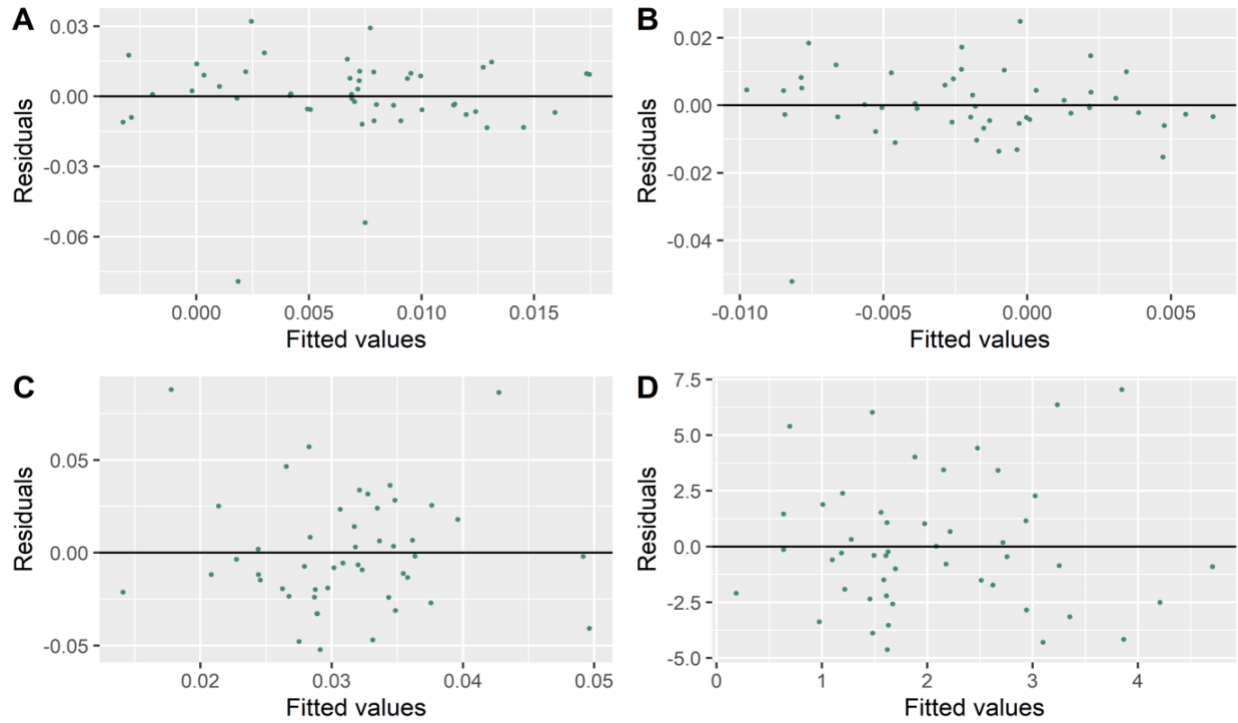 A
B
Residuals
0.03
0.00
-0.03
-0.06
0.000 0.005 0.010 0.015
Fitted values
Residuals
0.02
0.00
-0.02
-0.04
-0.010 -0.005 0.000 0.005
Fitted values
C
D
Residuals
0.05
0.00
-0.05
0.02 0.03 0.04 0.05
Fitted values
Residuals
7.5
5.0
2.5
0.0
-2.5
-5.0
0 1 2 3 4
Fitted values